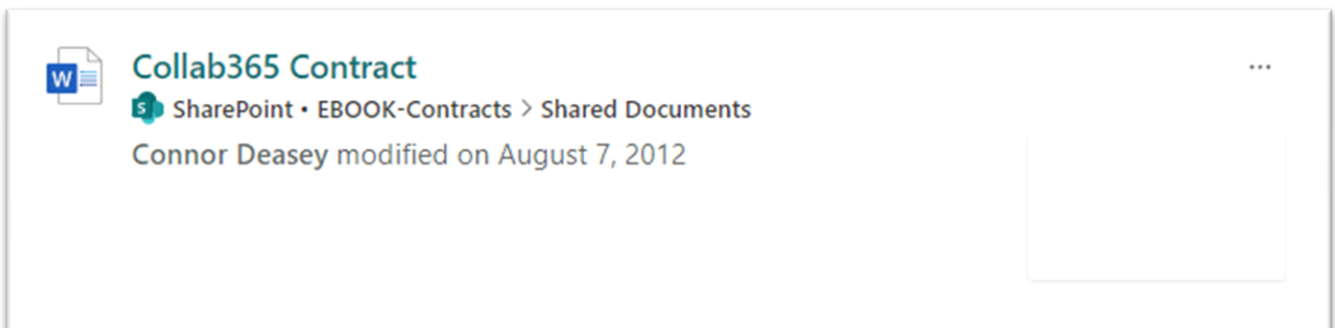 W
Collab365 Contract
...
S SharePoint • EBOOK-Contracts > Shared Documents
Connor Deasey modified on August 7, 2012